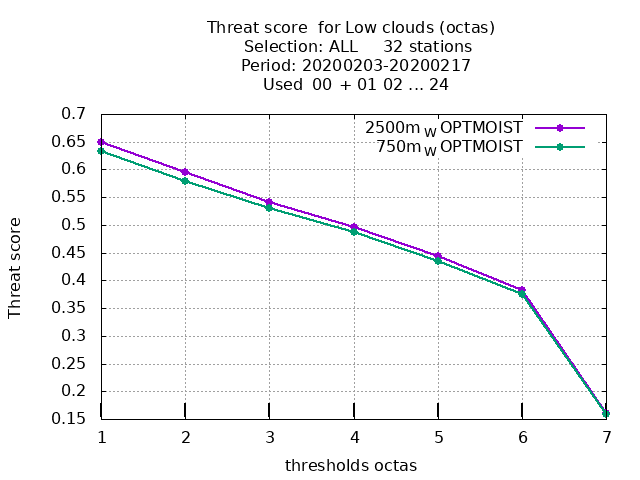 Threat score  for Low clouds (octas)
Selection: ALL     32 stations
Period: 20200203-20200217
Used  00 + 01 02 ... 24
0.7
0.65
0.6
0.55
0.5
0.45
0.4
0.35
0.3
0.25
0.2
0.15
Threat score
2500m W OPTMOIST
750m W OPTMOIST
1 2 3 4 5 6 7
thresholds octas